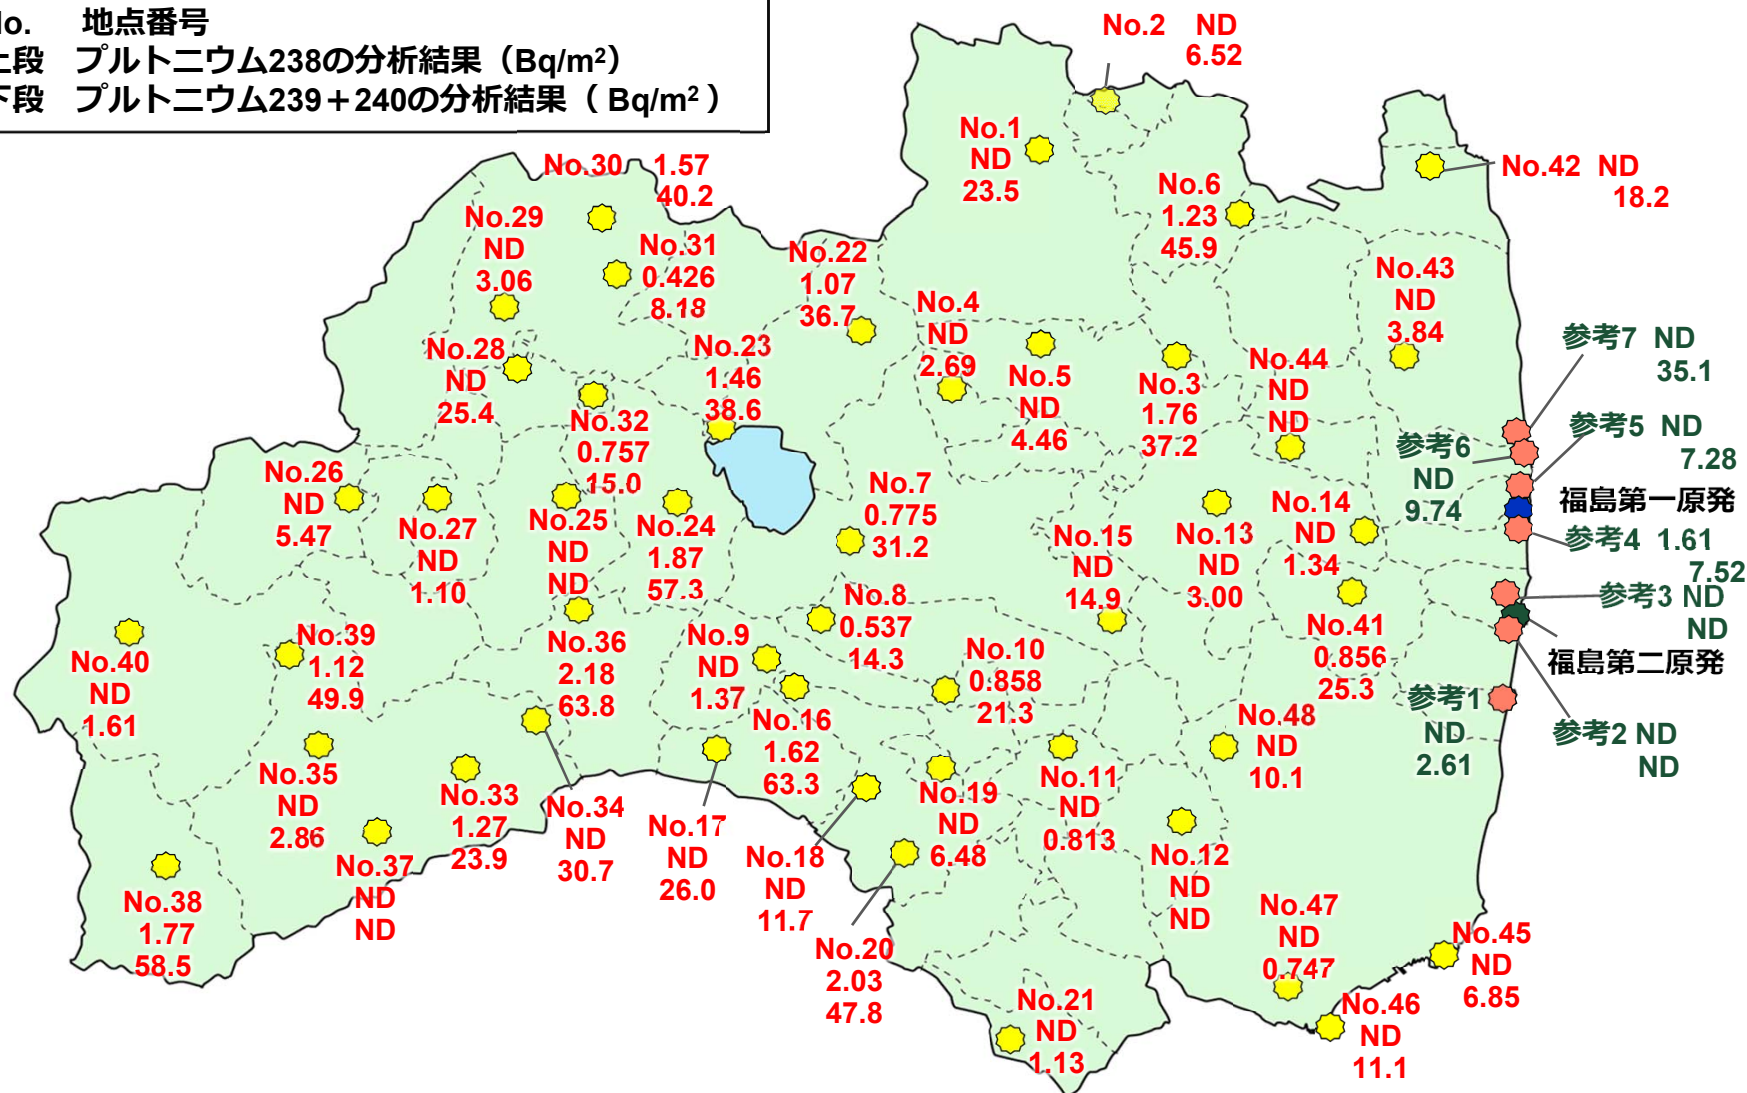 No. 地点番号
上段 プルトニウム238の分析結果（Bq/m²）
下段 プルトニウム239＋240の分析結果（ Bq/m² ）
No.2 ND
6.52
No.1
ND
23.5
No.30 1.57
40.2
No.42 ND
18.2
No.6
1.23
45.9
No.29
ND
3.06
No.31
0.426
8.18
No.22
1.07
36.7
No.43
ND
3.84
No.4
ND
2.69
No.28
ND
25.4
No.23
1.46
38.6
No.5
ND
4.46
No.3
1.76
37.2
No.44
ND
ND
参考7 ND
35.1
参考5 ND
7.28
参考6
ND
9.74
福島第一原発
参考4 1.61
7.52
参考3 ND
ND
福島第二原発
参考1
ND
2.61
参考2 ND
ND
No.32
0.757
15.0
No.26
ND
5.47
No.27
ND
1.10
No.25
ND
ND
No.24
1.87
57.3
No.7
0.775
31.2
No.15
ND
14.9
No.13
ND
3.00
No.14
ND
1.34
No.8
0.537
14.3
No.40
ND
1.61
No.39
1.12
49.9
No.36
2.18
63.8
No.9
ND
1.37
No.10
0.858
21.3
No.41
0.856
25.3
No.16
1.62
63.3
No.48
ND
10.1
No.35
ND
2.86
No.33
1.27
23.9
No.34
ND
30.7
No.17
ND
26.0
No.18
ND
11.7
No.19
ND
6.48
No.11
ND
0.813
No.12
ND
ND
No.37
ND
ND
No.38
1.77
58.5
No.20
2.03
47.8
No.47
ND
0.747
No.45
ND
6.85
No.21
ND
1.13
No.46
ND
11.1